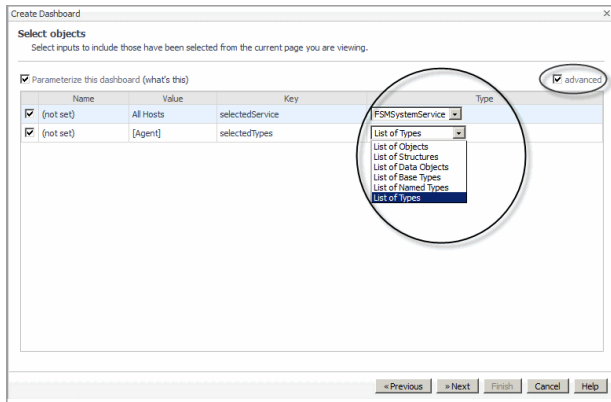 Create Dashboard
Select objects
Select inputs to include those have been selected from the current page you are viewing.
Parameterize this dashboard (what's this) advanced
Name Value Key Type
(not set) All Hosts selectedService FSMSystemService
(not set) [Agent] selectedTypes List of Types
List of Objects
List of Structures
List of Data Objects
List of Base Types
List of Named Types
List of Types
« Previous » Next Finish Cancel Help